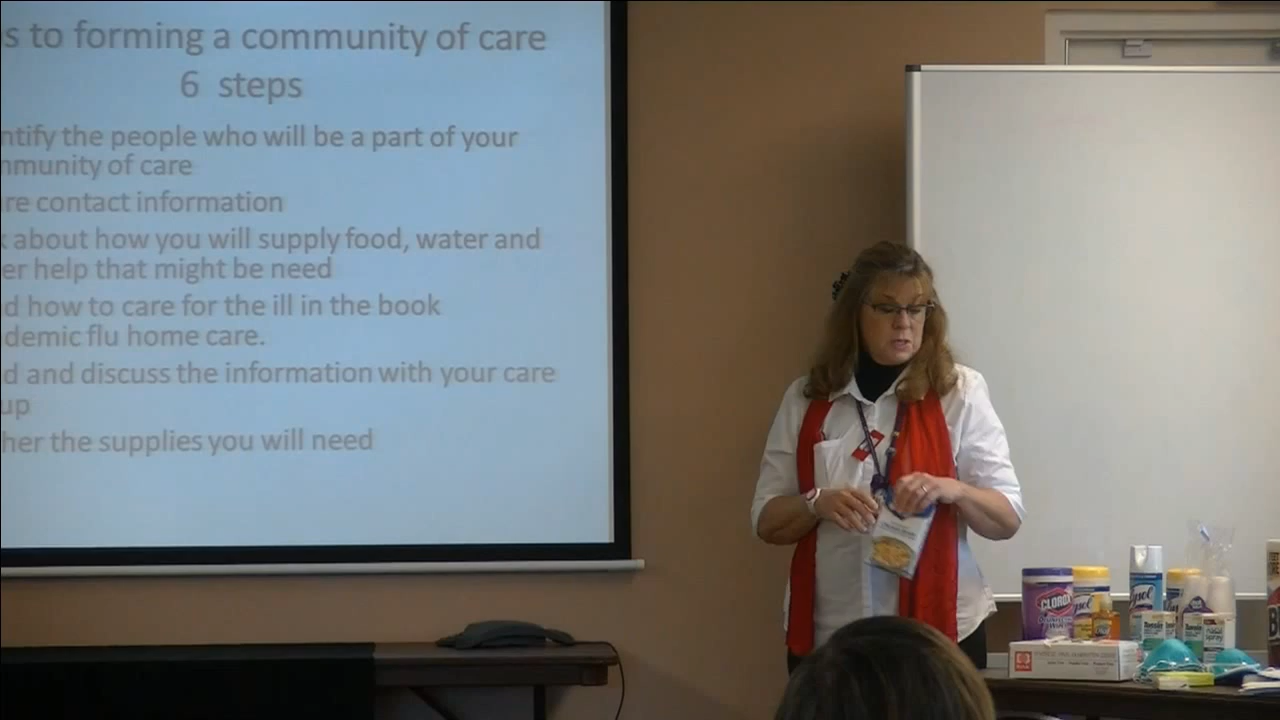 s to forming a community of care
6 steps
ntify the people who will be a part of your
mmunity of care
re contact information
k about how you will supply food, water and
er help that might be need
d how to care for the ill in the book
demic flu home care.
d and discuss the information with your care
up
her the supplies you will need
CLOROX
Lysol